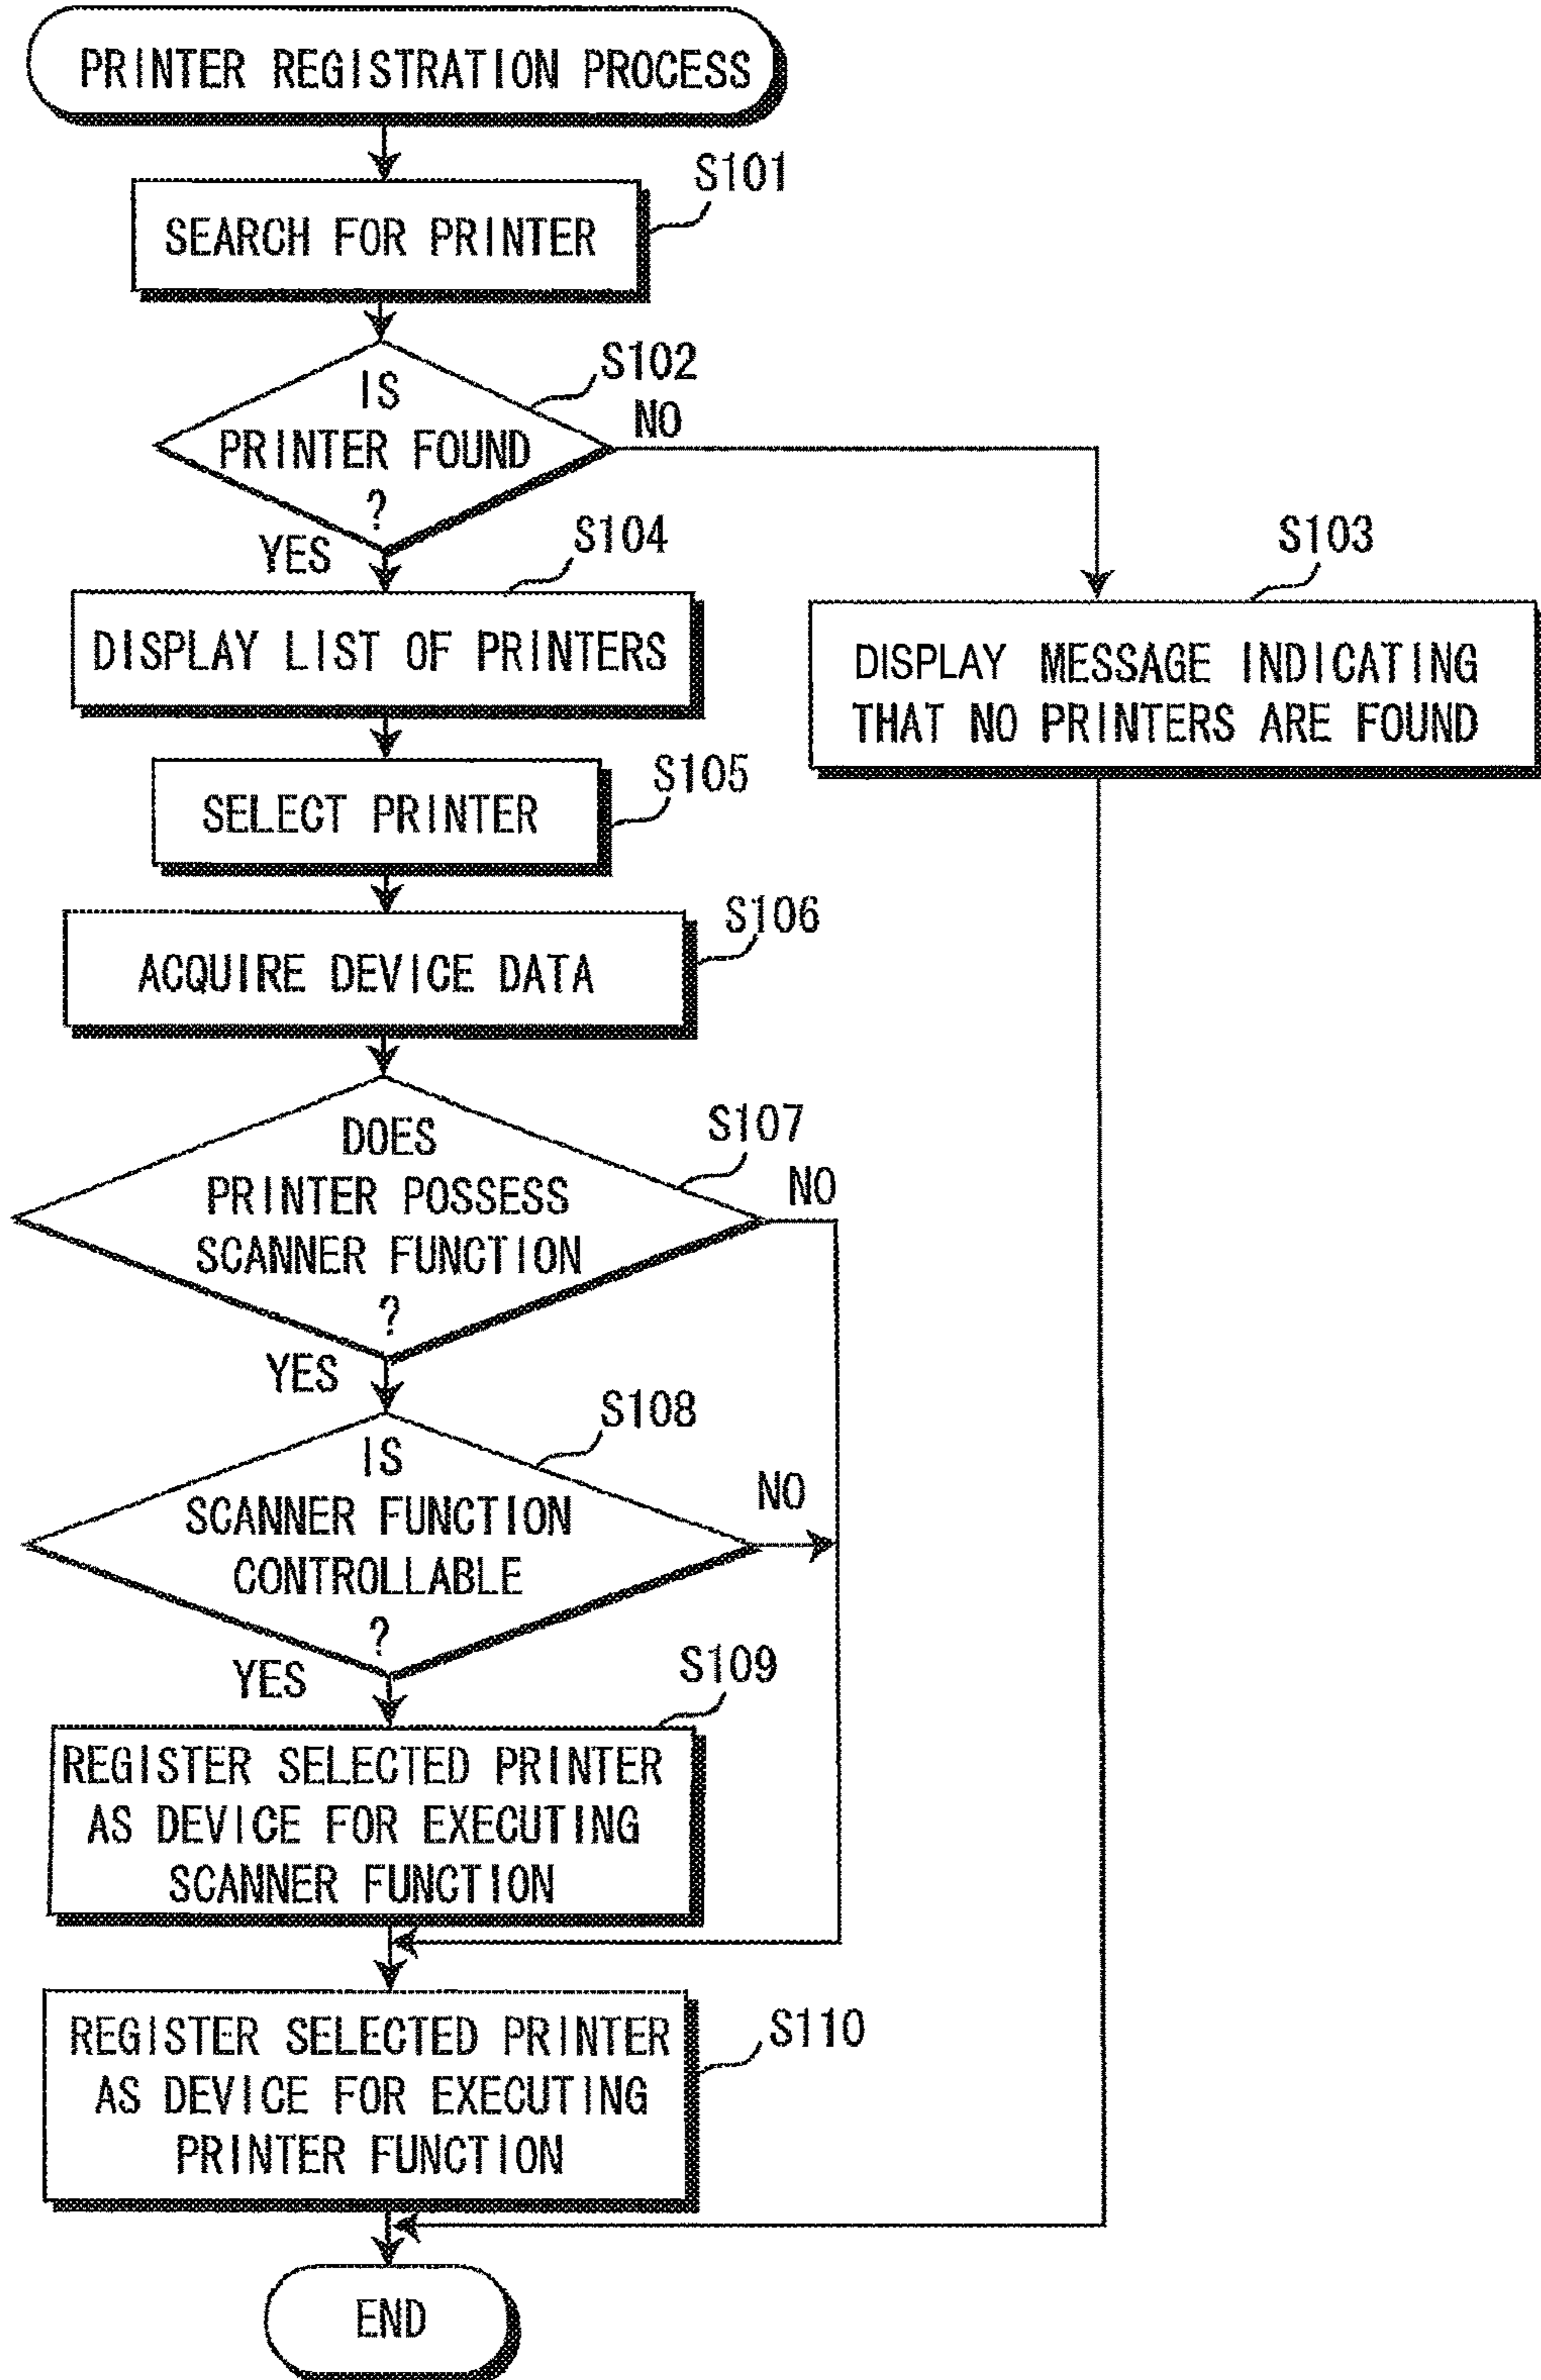 PRINTER REGISTRATION PROCESS
S101
SEARCH FOR PRINTER
S102
IS
PRINTER FOUND
?
NO
YES
S104
DISPLAY LIST OF PRINTERS
S103
DISPLAY MESSAGE INDICATING
THAT NO PRINTERS ARE FOUND
S105
SELECT PRINTER
S106
ACQUIRE DEVICE DATA
S107
DOES
PRINTER POSSESS
SCANNER FUNCTION
?
NO
YES
S108
IS
SCANNER FUNCTION
CONTROLLABLE
?
NO
YES
S109
REGISTER SELECTED PRINTER
AS DEVICE FOR EXECUTING
SCANNER FUNCTION
S110
REGISTER SELECTED PRINTER
AS DEVICE FOR EXECUTING
PRINTER FUNCTION
END